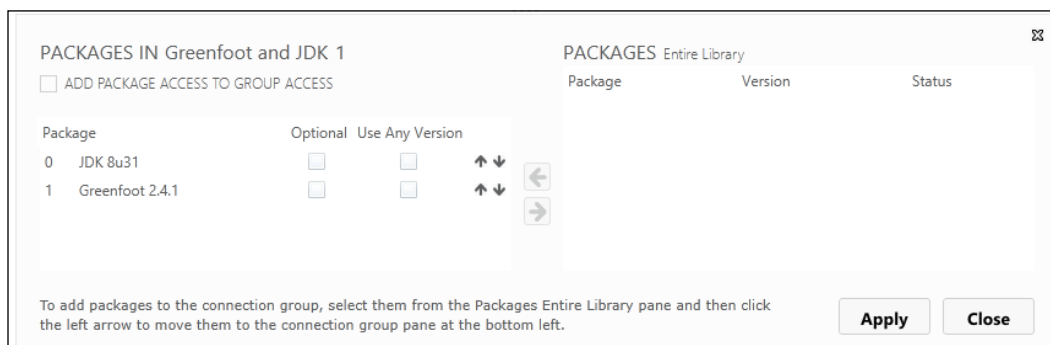 PACKAGES IN Greenfoot and JDK 1
ADD PACKAGE ACCESS TO GROUP ACCESS
Package Optional Use Any Version
0 JDK 8u31
1 Greenfoot 2.4.1
PACKAGES Entire Library
Package Version Status
To add packages to the connection group, select them from the Packages Entire Library pane and then click
the left arrow to move them to the connection group pane at the bottom left.
Apply Close